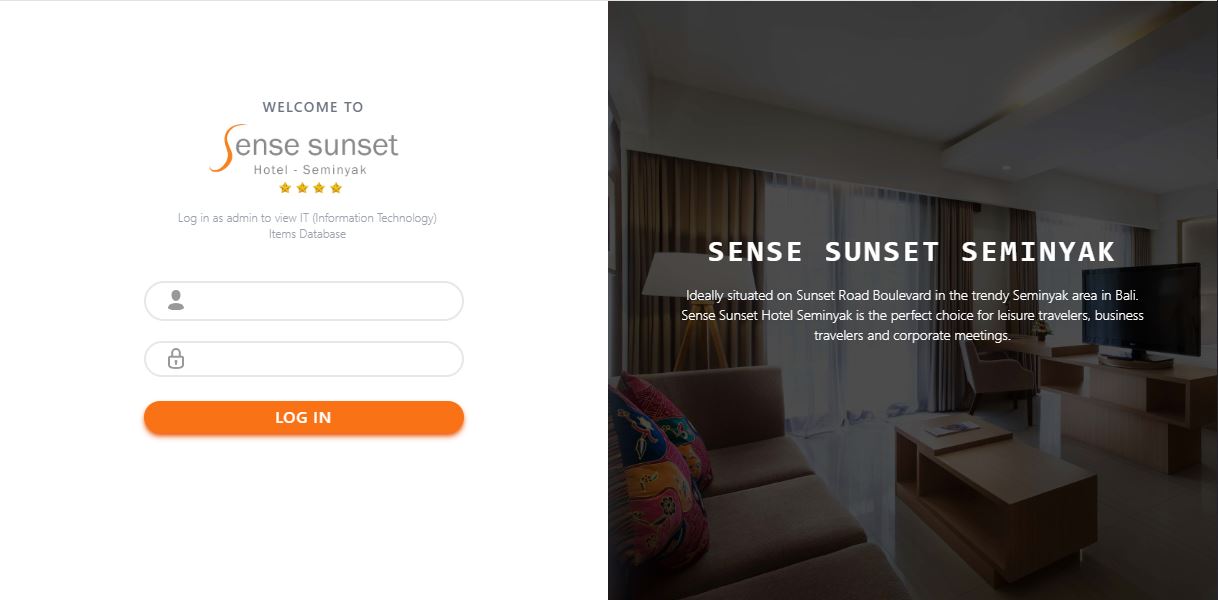 WELCOME TO
Sense sunset
Hotel - Seminyak
Log in as admin to view IT (Information Technology)
Items Database
LOG IN
SENSE SUNSET SEMINYAK
Ideally situated on Sunset Road Boulevard in the trendy Seminyak area in Bali.
Sense Sunset Hotel Seminyak is the perfect choice for leisure travelers, business
travelers and corporate meetings.